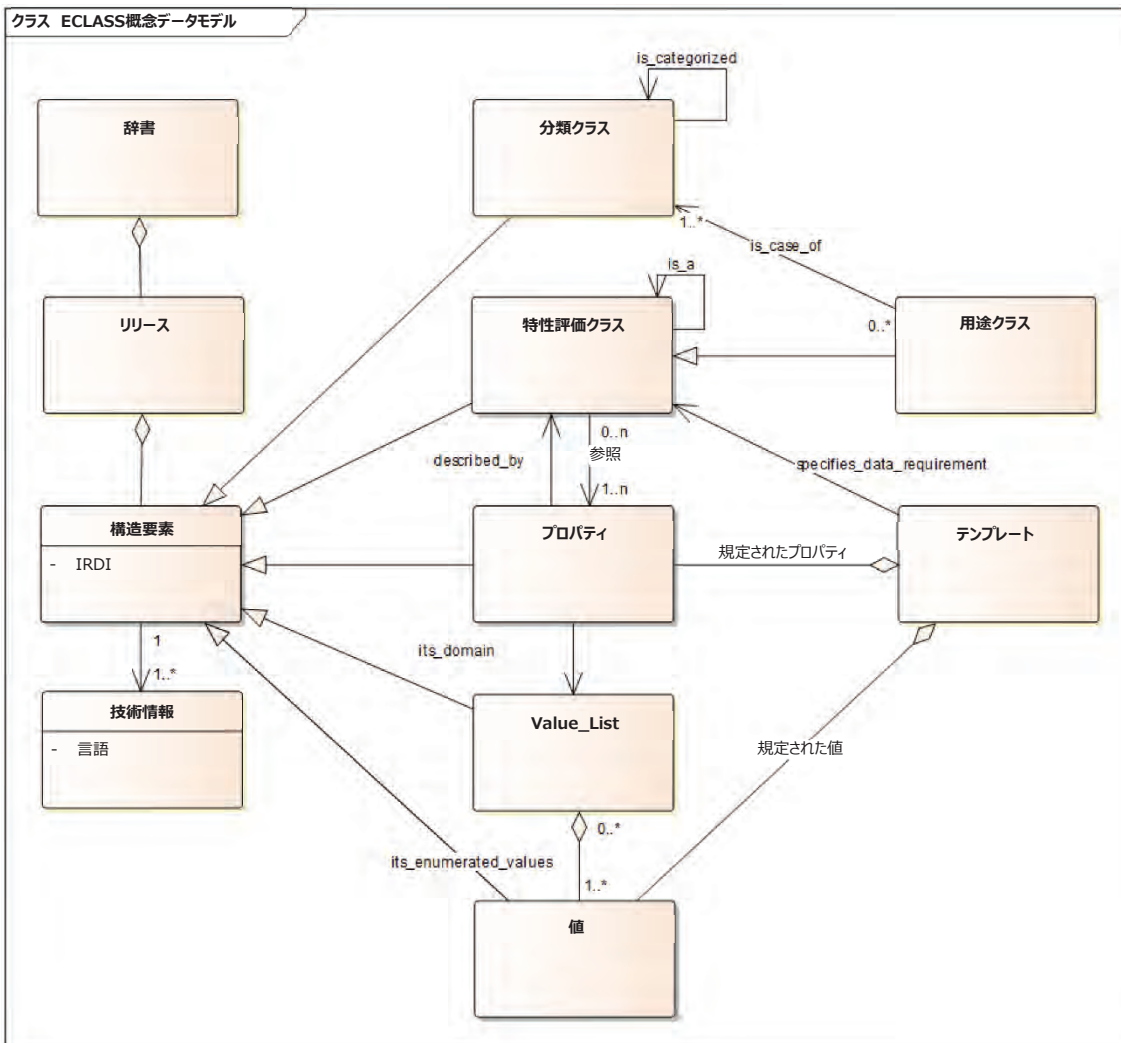 クラス ECLASS概念データモデル
is_categorized
辞書
分類クラス
1..*
is_case_of
is_a
リリース
特性評価クラス
0..*
用途クラス
described_by
0..n
参照
1..n
specifies_data_requirement
構造要素
- IRDI
プロパティ
規定されたプロパティ
テンプレート
1
1..*
its_domain
技術情報
- 言語
Value_List
規定された値
0..*
its_enumerated_values
1..*
値